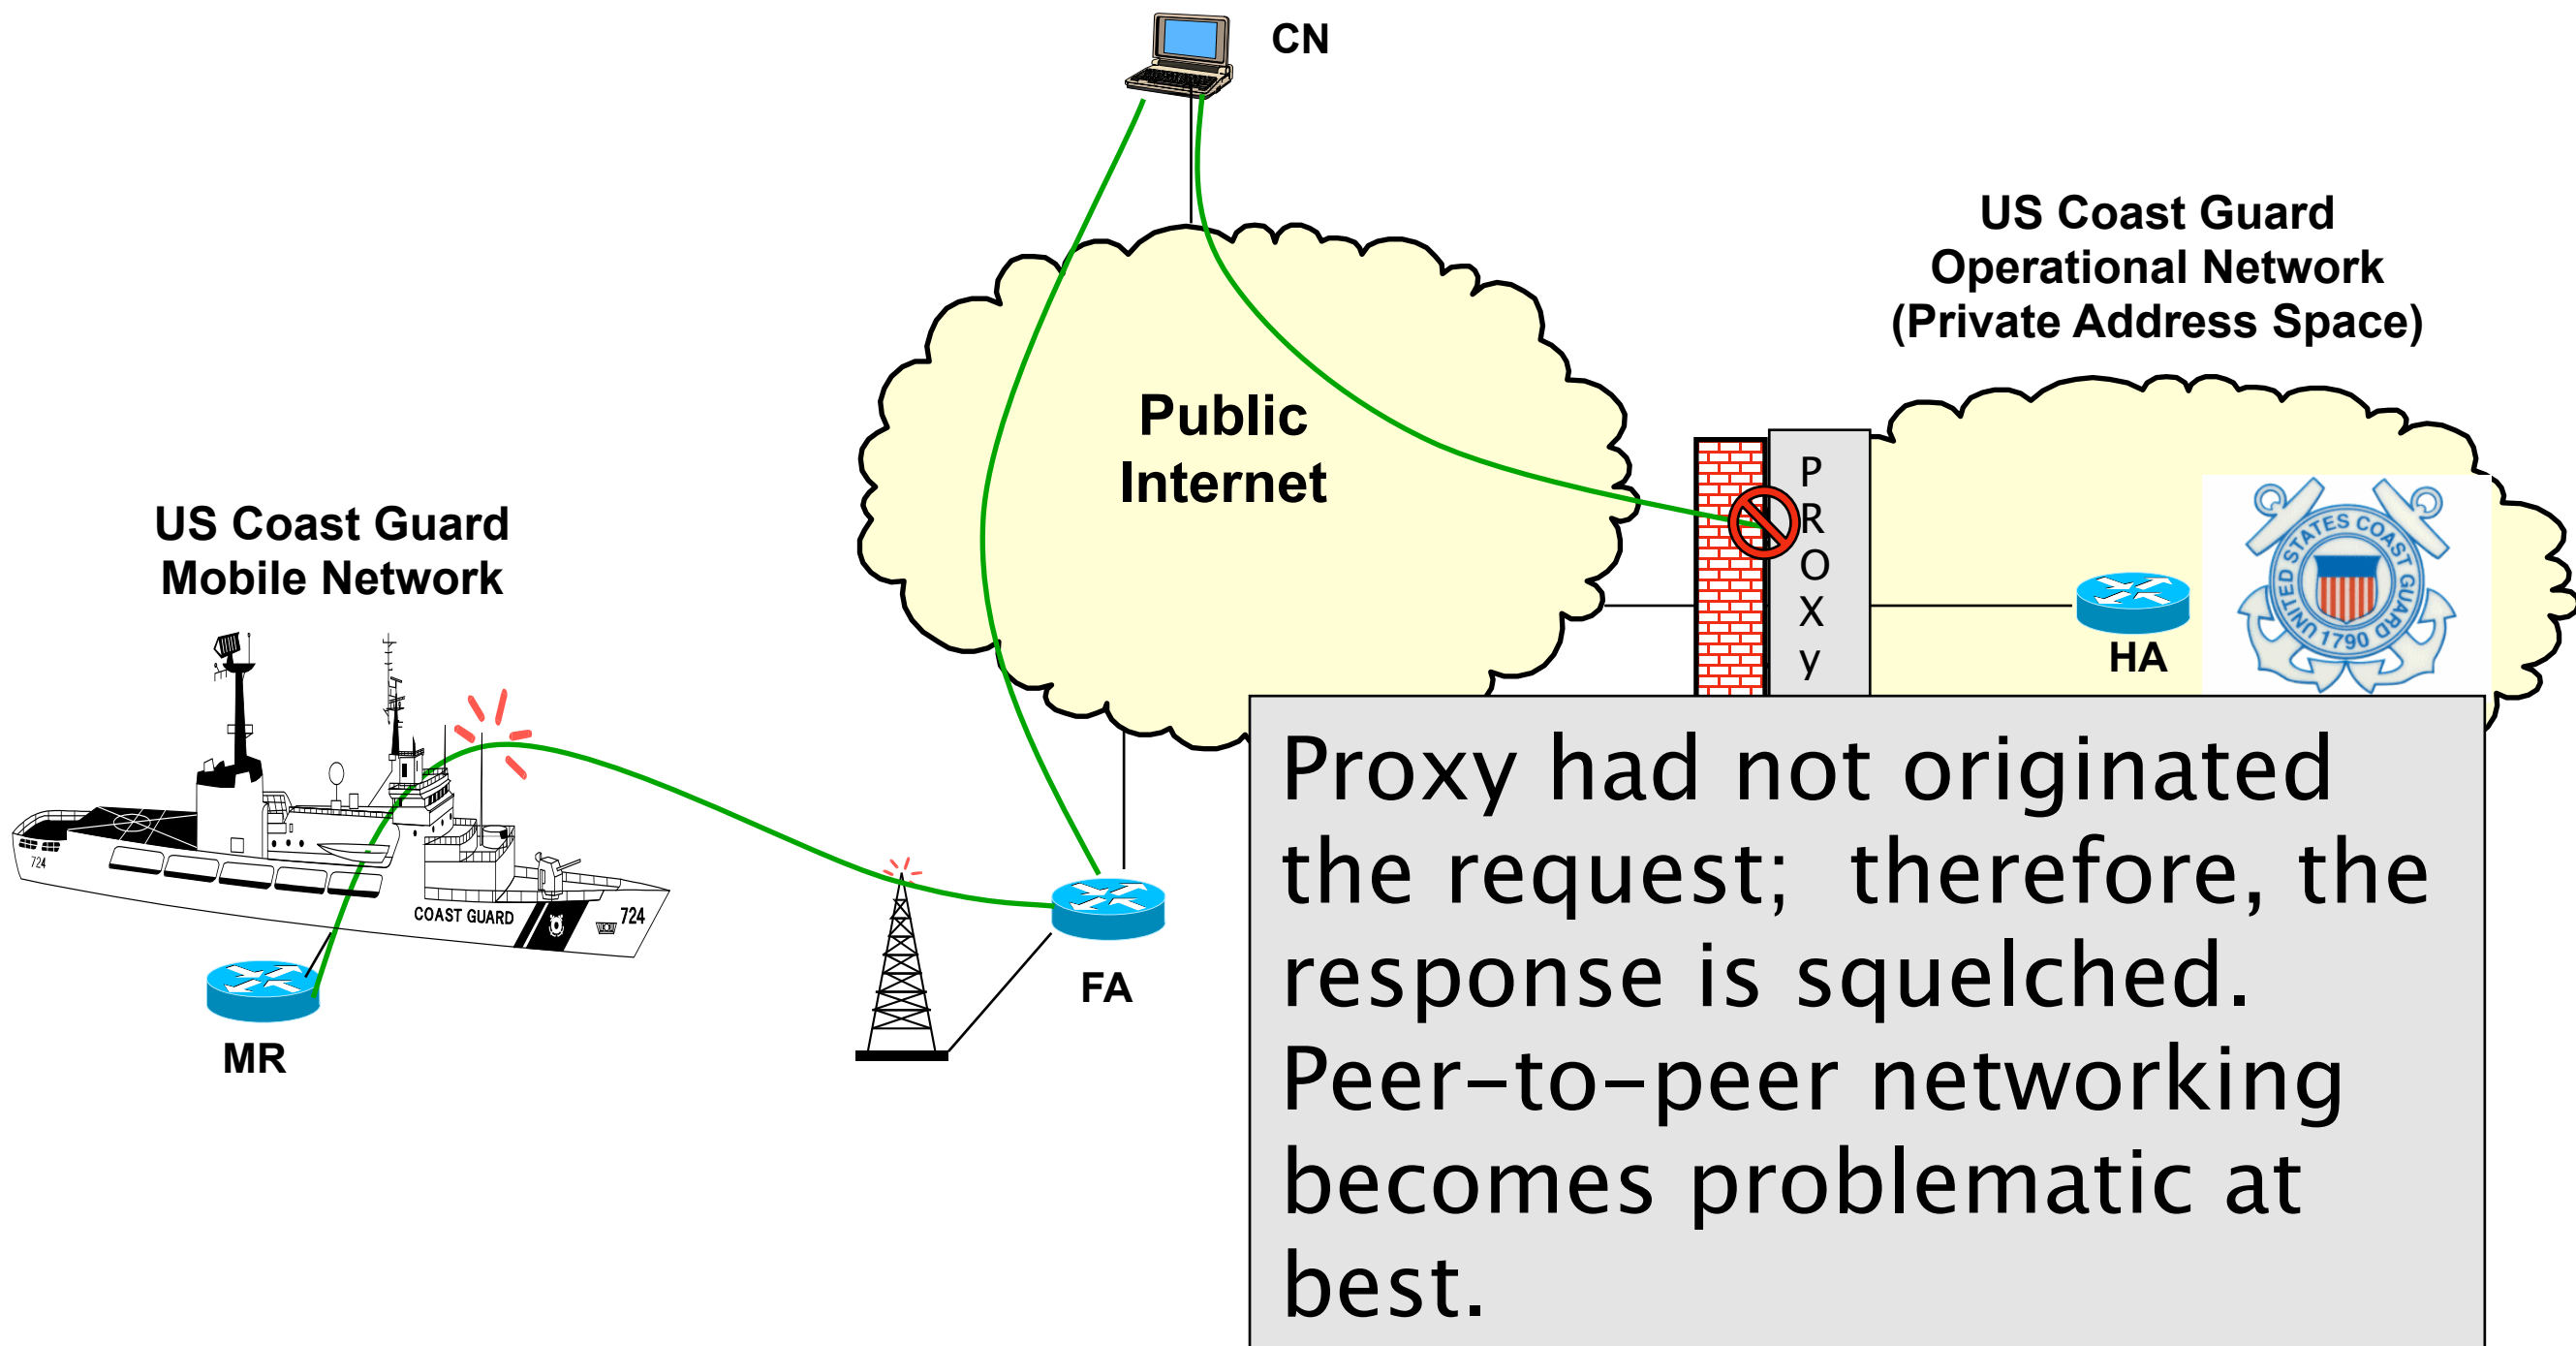 CN
US Coast Guard
Operational Network
(Private Address Space)
Public
Internet
P
R
O
X
y
US Coast Guard
Mobile Network
UNITED STATES COAST GUARD
1790
HA
724
COAST GUARD
724
FA
MR
Proxy had not originated
the request;  therefore, the
response is squelched.
Peer-to-peer networking
becomes problematic at
best.